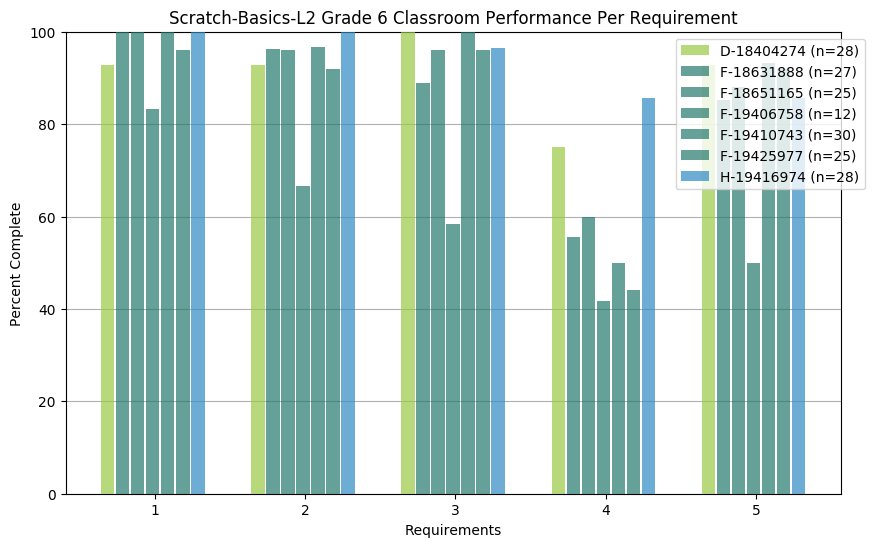 Scratch-Basics-L2 Grade 6 Classroom Performance Per Requirement
100
80
60
40
20
0
Percent Complete
D-18404274 (n=28)
F-18631888 (n=27)
F-18651165 (n=25)
F-19406758 (n=12)
F-19410743 (n=30)
F-19425977 (n=25)
H-19416974 (n=28)
1 2 3 4 5
Requirements